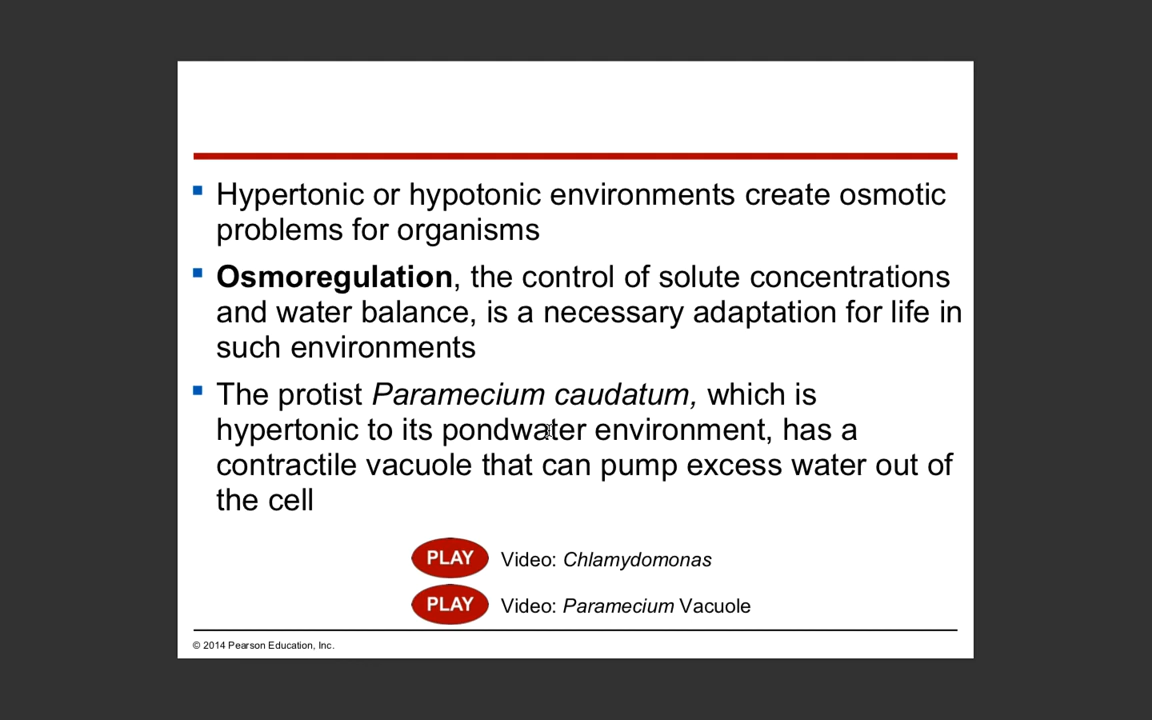 Hypertonic or hypotonic environments create osmotic
problems for organisms
Osmoregulation, the control of solute concentrations
and water balance, is a necessary adaptation for life in
such environments
The protist Paramecium caudatum, which is
hypertonic to its pondwater environment, has a
contractile vacuole that can pump excess water out of
the cell
PLAY Video: Chlamydomonas
PLAY Video: Paramecium Vacuole
© 2014 Pearson Education, Inc.